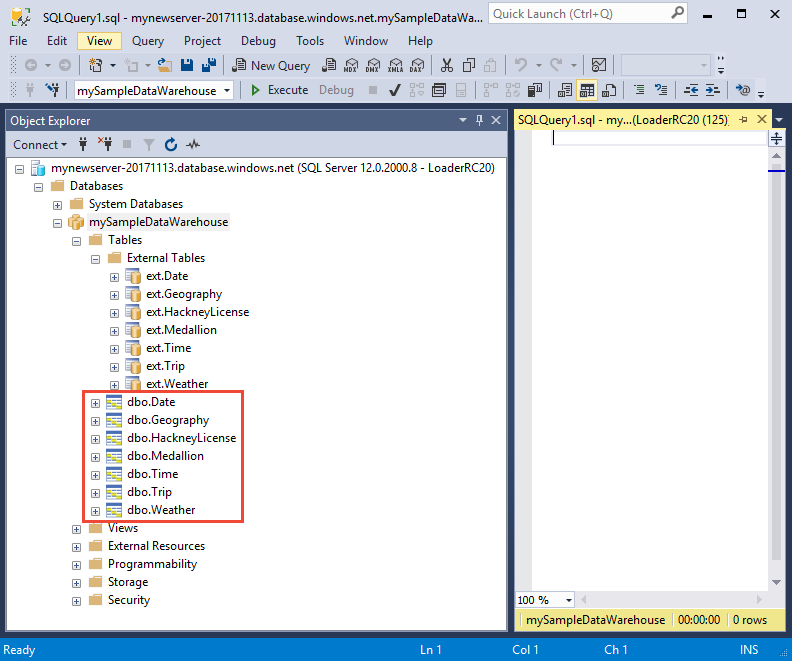 SQLQuery1.sql - mynewserver-20171113.database.windows.net.mySampleDataWa...
Quick Launch (Ctrl+Q)
File Edit View Query Project Debug Tools Window Help
New Query MDX DMX XMLA DAX
mySampleDataWarehouse Execute Debug
Object Explorer
SQLQuery1.sql - my...(LoaderRC20 (125))
Connect
mynewserver-20171113.database.windows.net (SQL Server 12.0.2000.8 - LoaderRC20)
Databases
System Databases
mySampleDataWarehouse
Tables
External Tables
ext.Date
ext.Geography
ext.HackneyLicense
ext.Medallion
ext.Time
ext.Trip
ext.Weather
dbo.Date
dbo.Geography
dbo.HackneyLicense
dbo.Medallion
dbo.Time
dbo.Trip
dbo.Weather
Views
External Resources
Programmability
Storage
Security
100 %
mySampleDataWarehouse 00:00:00 0 rows
Ready Ln 1 Col 1 Ch 1 INS